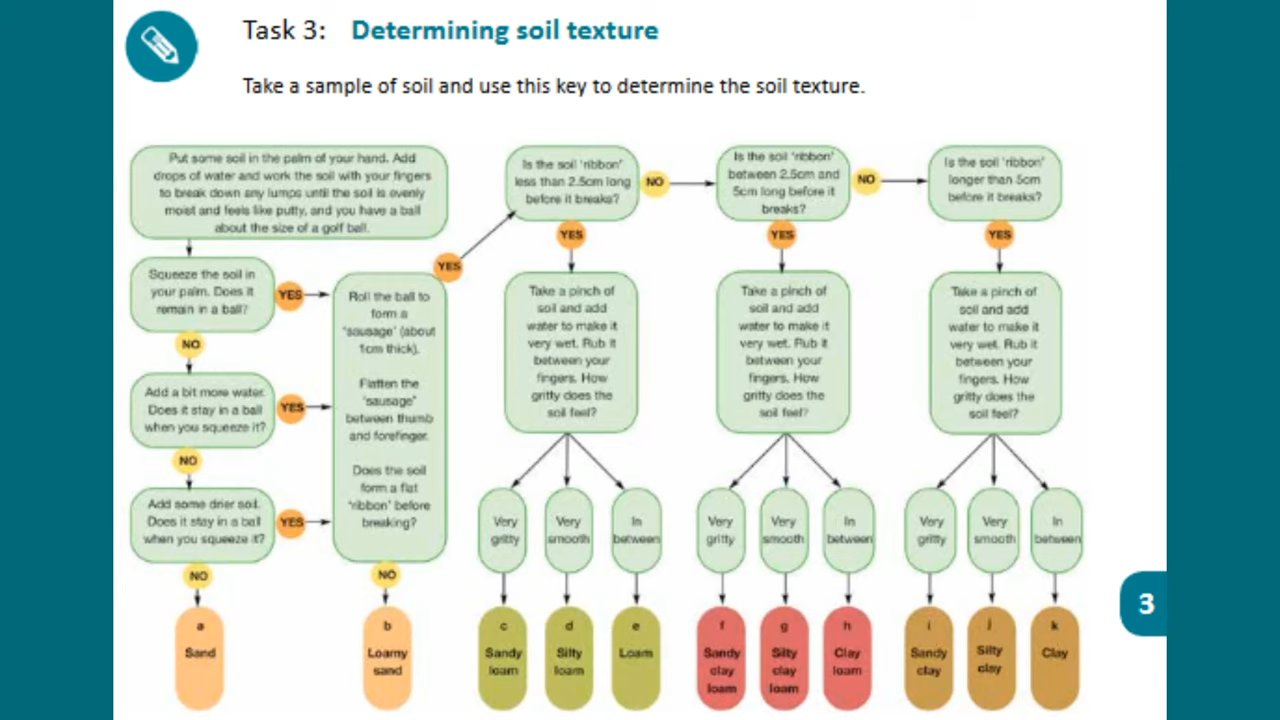 Task 3: Determining soil texture
Take a sample of soil and use this key to determine the soil texture.
Put some soil in the palm of your hand. Add
drops of water and work the soil with your fingers
to break down any lumps until the soil is evenly
moist and feels like putty, and you have a ball
about the size of a golf ball.
Squeeze the soil in
your palm. Does it
remain in a ball?
YES
NO
Add a bit more water.
Does it stay in a ball
when you squeeze it?
YES
NO
Add some drier soil.
Does it stay in a ball
when you squeeze it?
YES
NO
a
Sand
Roll the ball to
form a
'sausage' (about
1cm thick).
Flatten the
'sausage'
between thumb
and forefinger.
Does the soil
form a flat
'ribbon' before
breaking?
YES
NO
b
Loamy
sand
Is the soil 'ribbon'
less than 2.5cm long
before it breaks?
NO
YES
Take a pinch of
soil and add
water to make it
very wet. Rub it
between your
fingers. How
gritty does the
soil feel?
Very
gritty
Very
smooth
In
between
c
Sandy
loam
d
Silty
loam
e
Loam
Is the soil 'ribbon'
between 2.5cm and
5cm long before it
breaks?
NO
YES
Take a pinch of
soil and add
water to make it
very wet. Rub it
between your
fingers. How
gritty does the
soil feel?
Very
gritty
Very
smooth
In
between
f
Sandy
clay
loam
g
Silty
clay
loam
h
Clay
loam
Is the soil 'ribbon'
longer than 5cm
before it breaks?
YES
Take a pinch of
soil and add
water to make it
very wet. Rub it
between your
fingers. How
gritty does the
soil feel?
Very
gritty
Very
smooth
In
between
i
Sandy
clay
j
Silty
clay
k
Clay
3